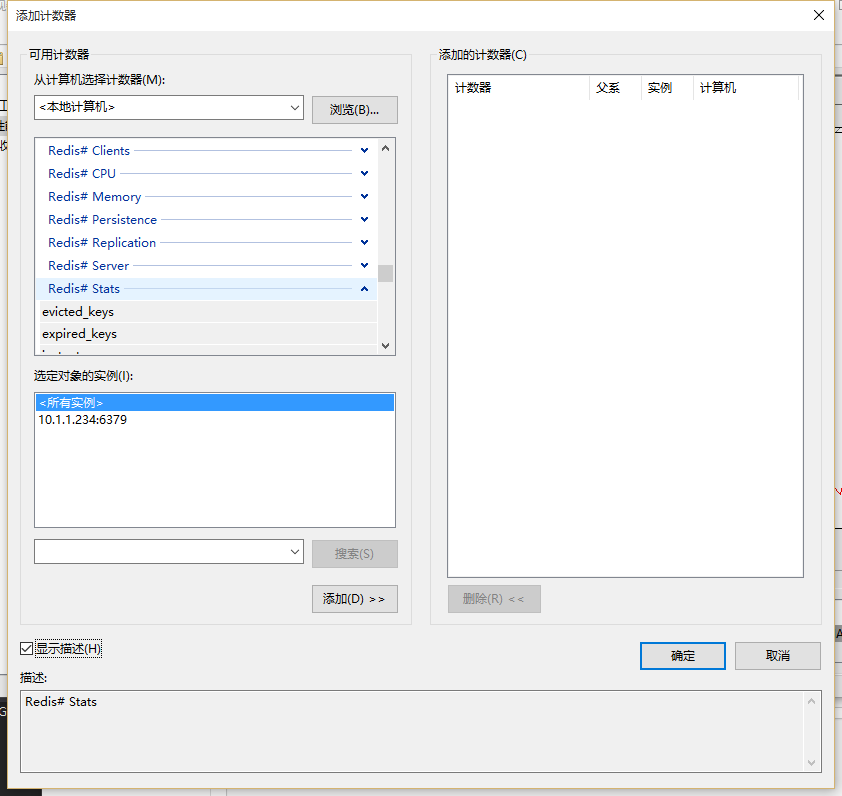 添加计数器
可用计数器
从计算机选择计数器(M):
<本地计算机>
浏览(B)...
Redis# Clients
Redis# CPU
Redis# Memory
Redis# Persistence
Redis# Replication
Redis# Server
Redis# Stats
evicted_keys
expired_keys
选定对象的实例(I):
<所有实例>
10.1.1.234:6379
搜索(S)
添加(D) >>
添加的计数器(C)
计数器 父系 实例 计算机
删除(R) <<
显示描述(H)
确定
取消
描述:
Redis# Stats